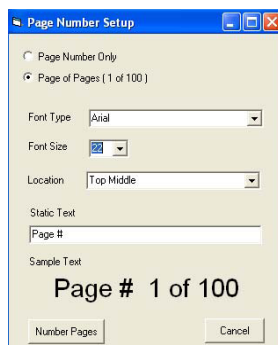 Page Number Setup
Page Number Only
Page of Pages ( 1 of 100 )
Font Type Arial
Font Size 22
Location Top Middle
Static Text
Page #
Sample Text
Page # 1 of 100
Number Pages Cancel